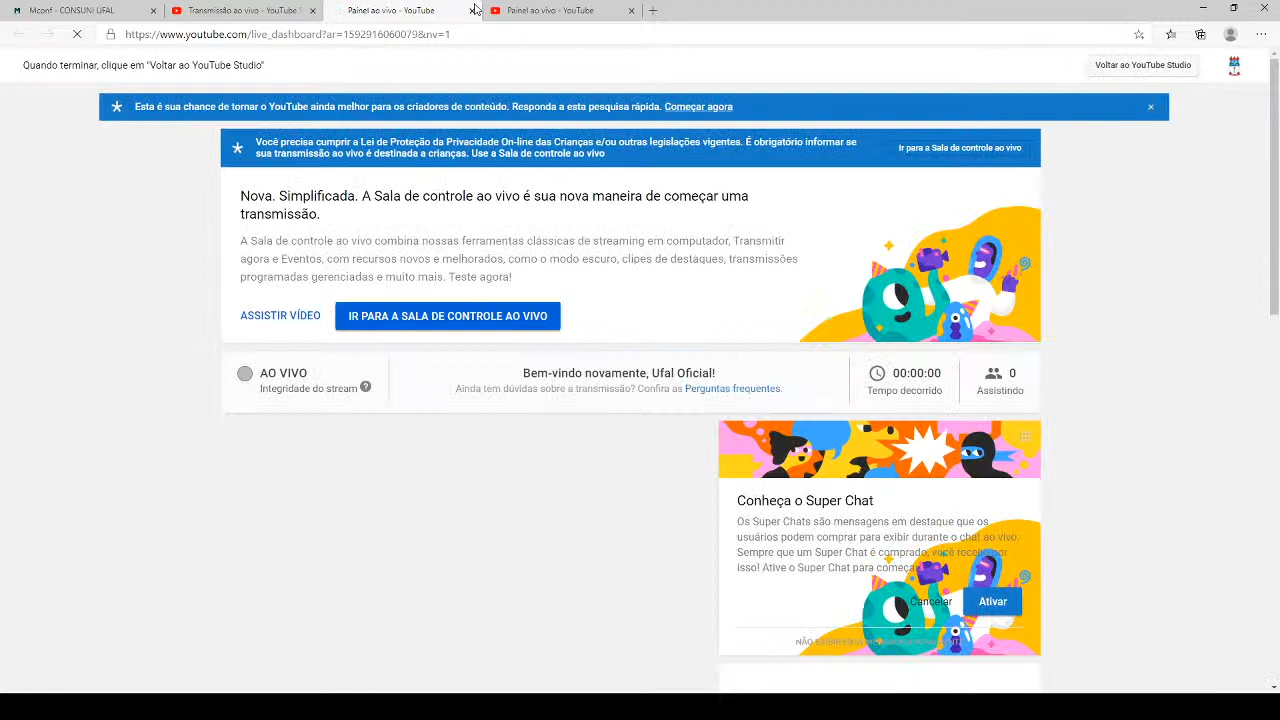 Mconf - CONSUNI UFAL
Transmissão ao vivo - YouTube S
Painel ao vivo - YouTube
Painel ao vivo - YouTube
https://www.youtube.com/live_dashboard?ar=1592916060079&nv=1
Quando terminar, clique em "Voltar ao YouTube Studio"
Voltar ao YouTube Studio
Esta é sua chance de tornar o YouTube ainda melhor para os criadores de conteúdo. Responda a esta pesquisa rápida. Começar agora
Você precisa cumprir a Lei de Proteção da Privacidade On-line das Crianças e/ou outras legislações vigentes. É obrigatório informar se
sua transmissão ao vivo é destinada a crianças. Use a Sala de controle ao vivo
Ir para a Sala de controle ao vivo
Nova. Simplificada. A Sala de controle ao vivo é sua nova maneira de começar uma
transmissão.
A Sala de controle ao vivo combina nossas ferramentas clássicas de streaming em computador, Transmitir
agora e Eventos, com recursos novos e melhorados, como o modo escuro, clipes de destaques, transmissões
programadas gerenciadas e muito mais. Teste agora!
ASSISTIR VÍDEO
IR PARA A SALA DE CONTROLE AO VIVO
AO VIVO
Integridade do stream ?
Bem-vindo novamente, Ufal Oficial!
Ainda tem dúvidas sobre a transmissão? Confira as Perguntas frequentes.
00:00:00
Tempo decorrido
0
Assistindo
Conheça o Super Chat
Os Super Chats são mensagens em destaque que os
usuários podem comprar para exibir durante o chat ao vivo.
Sempre que um Super Chat é comprado, você recebe por
isso! Ative o Super Chat para começar
Cancelar
Ativar